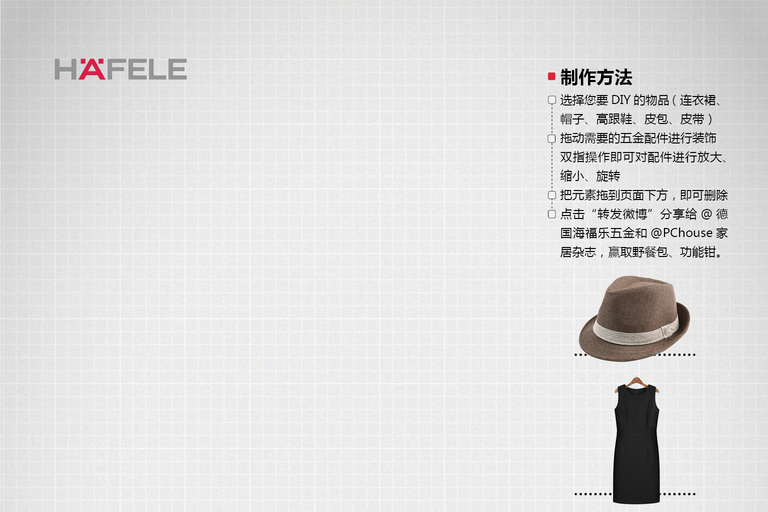 HÄFELE
制作方法
选择您要 DIY 的物品（连衣裙、
帽子、高跟鞋、皮包、皮带）
拖动需要的五金配件进行装饰
双指操作即可对配件进行放大、
缩小、旋转
把元素拖到页面下方，即可删除
点击“转发微博”分享给 @ 德
国海福乐五金和 @PChouse 家
居杂志，赢取野餐包、功能钳。